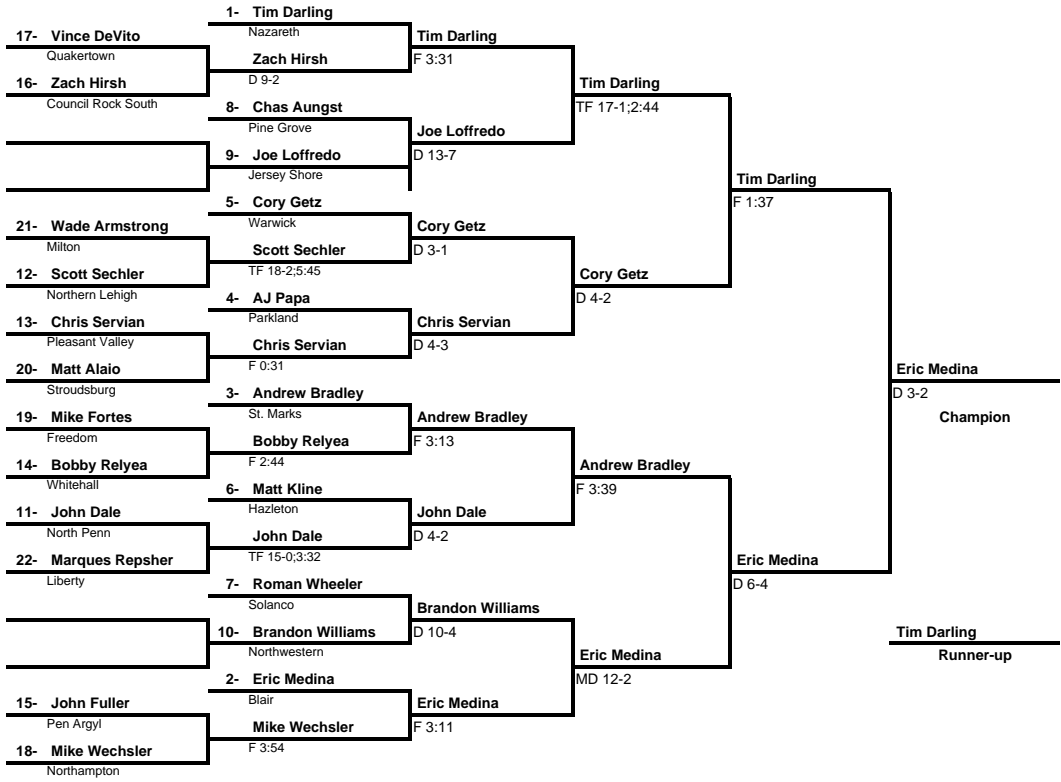 1- Tim Darling
Nazareth
17- Vince DeVito
Quakertown
Zach Hirsh
D 9-2
16- Zach Hirsh
Council Rock South
Tim Darling
F 3:31
8- Chas Aungst
Pine Grove
9- Joe Loffredo
Jersey Shore
Joe Loffredo
D 13-7
Tim Darling
TF 17-1;2:44
5- Cory Getz
Warwick
21- Wade Armstrong
Milton
Scott Sechler
TF 18-2;5:45
12- Scott Sechler
Northern Lehigh
Cory Getz
D 3-1
4- AJ Papa
Parkland
13- Chris Servian
Pleasant Valley
Chris Servian
F 0:31
20- Matt Alaio
Stroudsburg
Chris Servian
D 4-3
Cory Getz
D 4-2
Tim Darling
F 1:37
3- Andrew Bradley
St. Marks
19- Mike Fortes
Freedom
Bobby Relyea
F 2:44
14- Bobby Relyea
Whitehall
Andrew Bradley
F 3:13
6- Matt Kline
Hazleton
11- John Dale
North Penn
John Dale
TF 15-0;3:32
22- Marques Repsher
Liberty
John Dale
D 4-2
Andrew Bradley
F 3:39
7- Roman Wheeler
Solanco
10- Brandon Williams
Northwestern
Brandon Williams
D 10-4
2- Eric Medina
Blair
15- John Fuller
Pen Argyl
Mike Wechsler
F 3:54
18- Mike Wechsler
Northampton
Eric Medina
F 3:11
Eric Medina
MD 12-2
Eric Medina
D 6-4
Eric Medina
D 3-2
Champion
Tim Darling
Runner-up